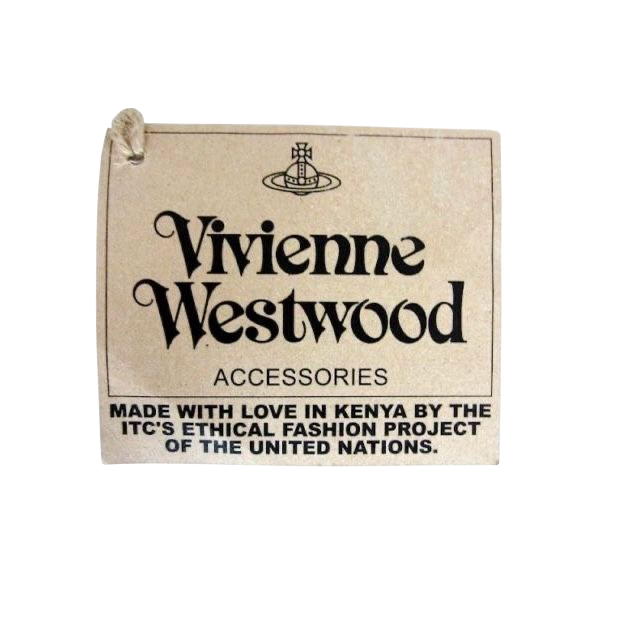 Vivienne
Westwood
ACCESSORIES
MADE WITH LOVE IN KENYA BY THE
ITC'S ETHICAL FASHION PROJECT
OF THE UNITED NATIONS.